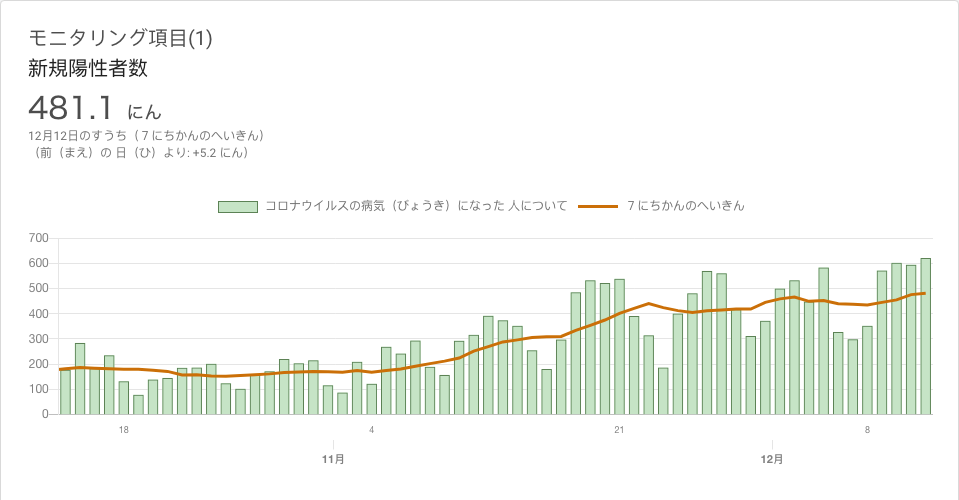 モニタリング項目(1)
新規陽性者数
481.1 にん
12月12日のすうち（７にちかんのへいきん）
（前（まえ）の 日（ひ）より: +5.2 にん）
コロナウイルスの病気（びょうき）になった 人について ７にちかんのへいきん
700
600
500
400
300
200
100
0
18 4 21 8
11月 12月